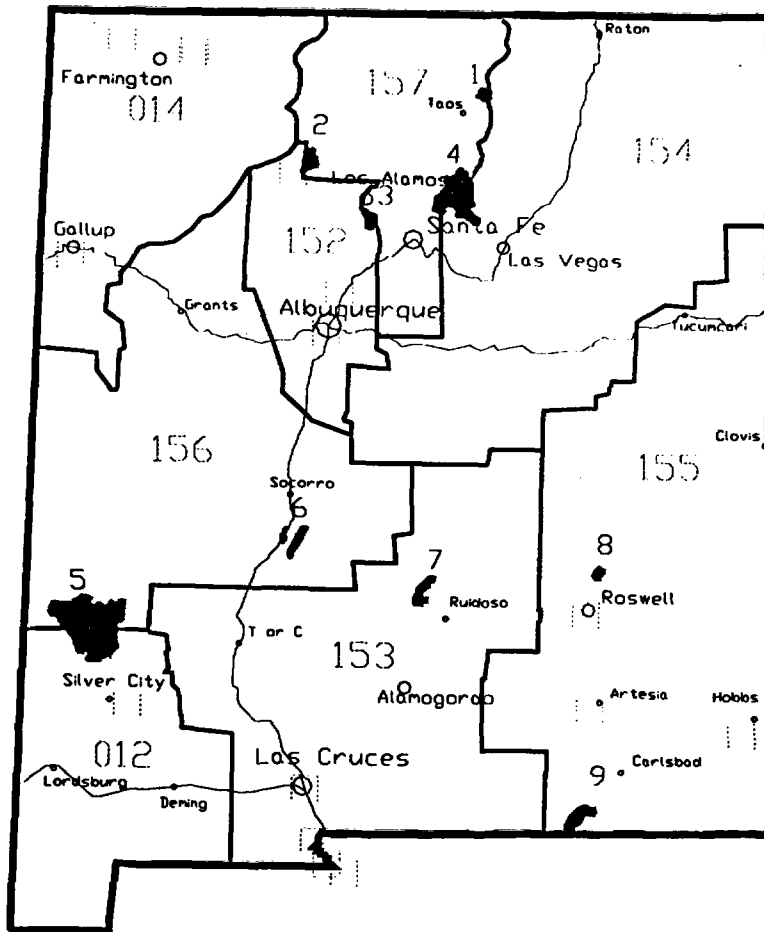 Raton
Farmington
014
157
1
Taos
2
4
154
Los Alamos
3
Gallup
152
Santa Fe
Las Vegas
Grants
Albuquerque
Tucumcari
156
Clovis
155
Socorro
6
7
8
5
Ruidoso
Roswell
T or C
153
Silver City
Alamogordo
Artesia
Hobbs
012
Las Cruces
Lordsburg
Deming
9
Carlsbad